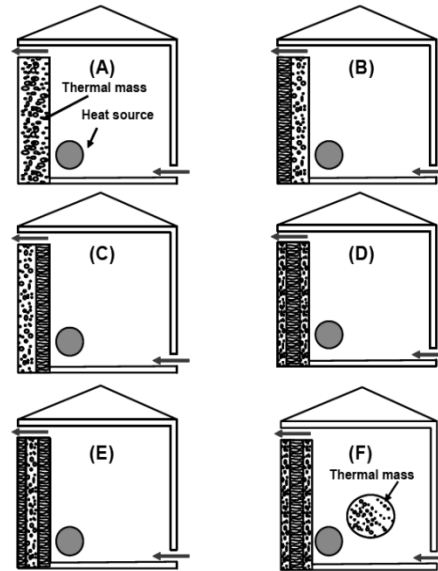 (A)
Thermal mass
Heat source
(B)
(C)
(D)
(E)
(F)
Thermal mass